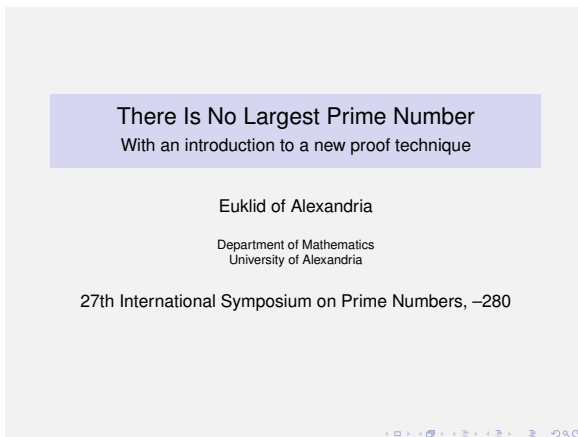 There Is No Largest Prime Number
With an introduction to a new proof technique
Euklid of Alexandria
Department of Mathematics
University of Alexandria
27th International Symposium on Prime Numbers, –280